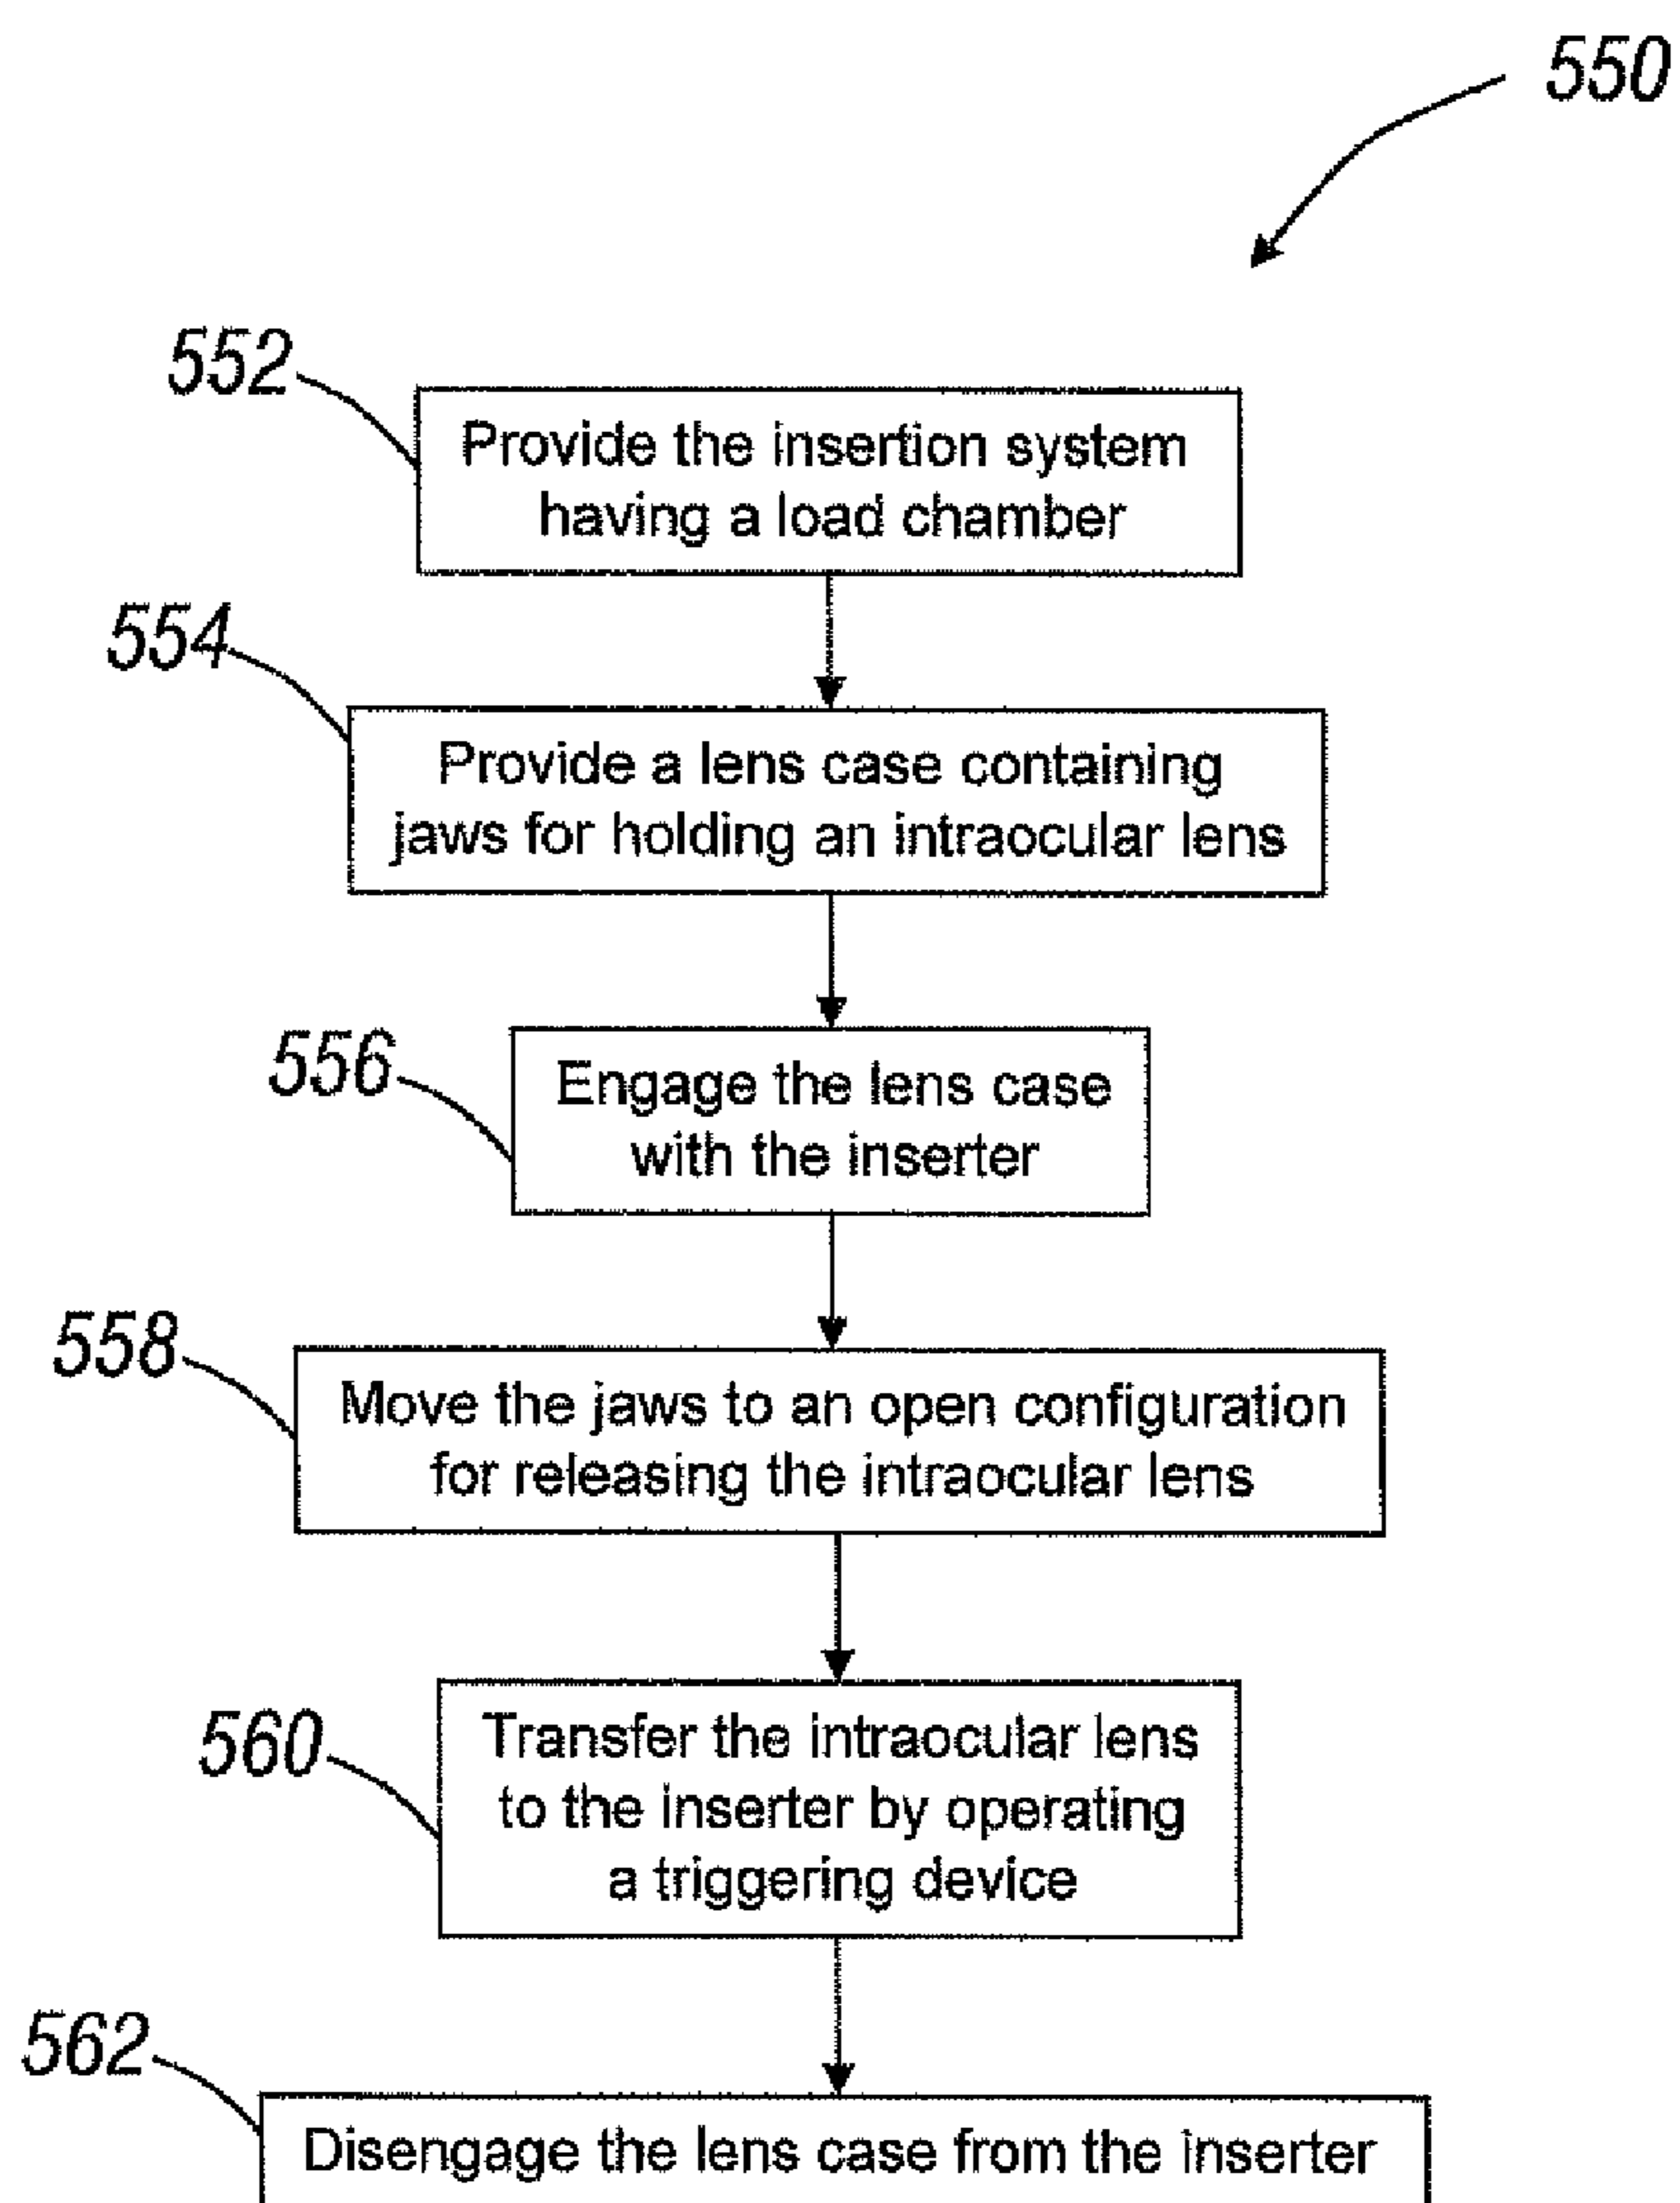 550
552
Provide the insertion system
having a load chamber
554
Provide a lens case containing
jaws for holding an intraocular lens
556
Engage the lens case
with the inserter
558
Move the jaws to an open configuration
for releasing the intraocular lens
560
Transfer the intraocular lens
to the inserter by operating
a triggering device
562
Disengage the lens case from the inserter